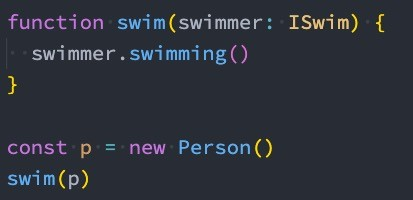 function swim(swimmer: ISwim) {
  swimmer.swimming()
}
const p = new Person()
swim(p)